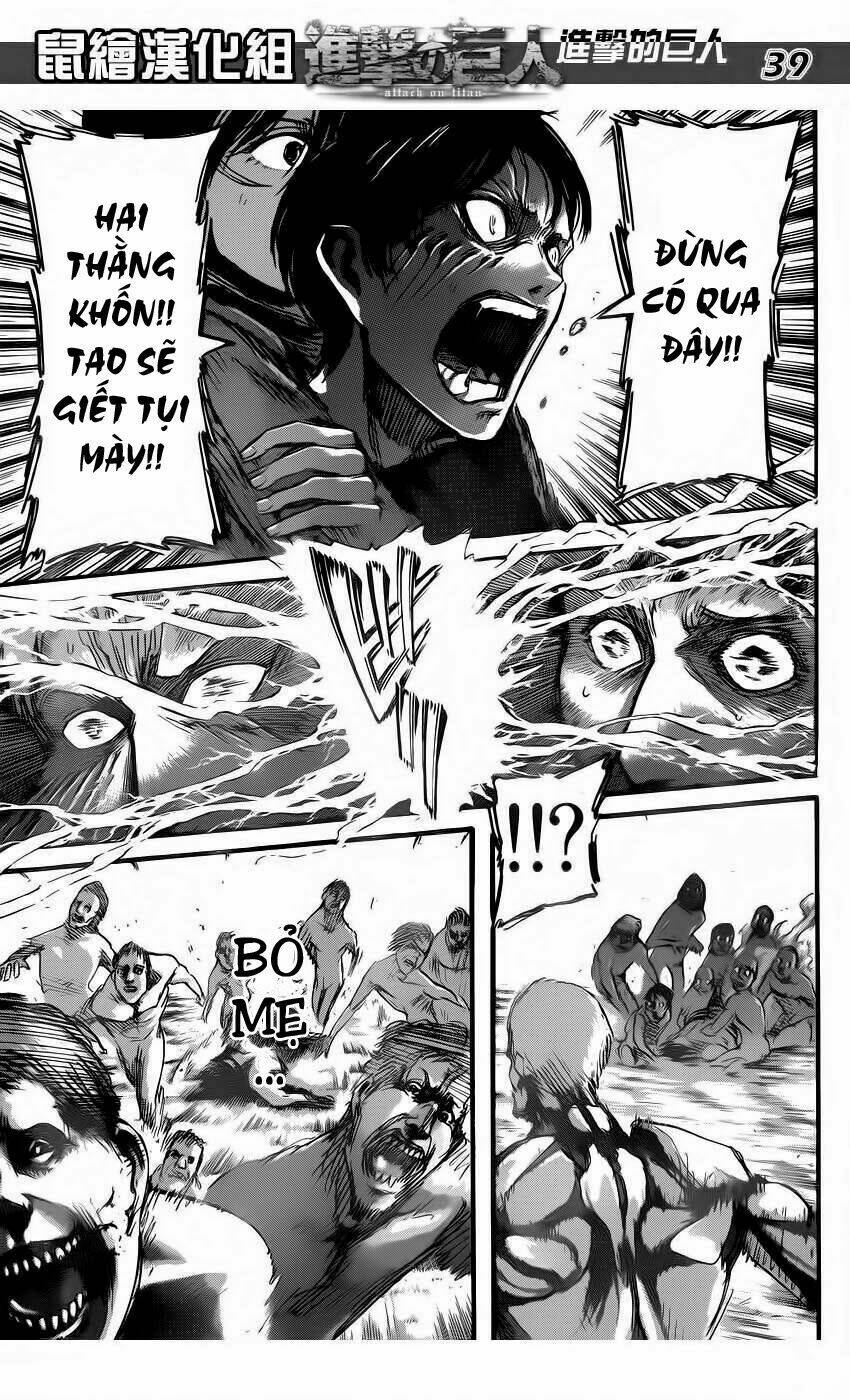 鼠繪漢化組
進撃の巨人
attack on titan
進擊的巨人
39
ĐỪNG
CÓ QUA
ĐÂY!!
HAI
THẰNG
KHỐN!!
TAO SẼ
GIẾT TỤI
MÀY!!
!!?
BỎ
MẸ
...